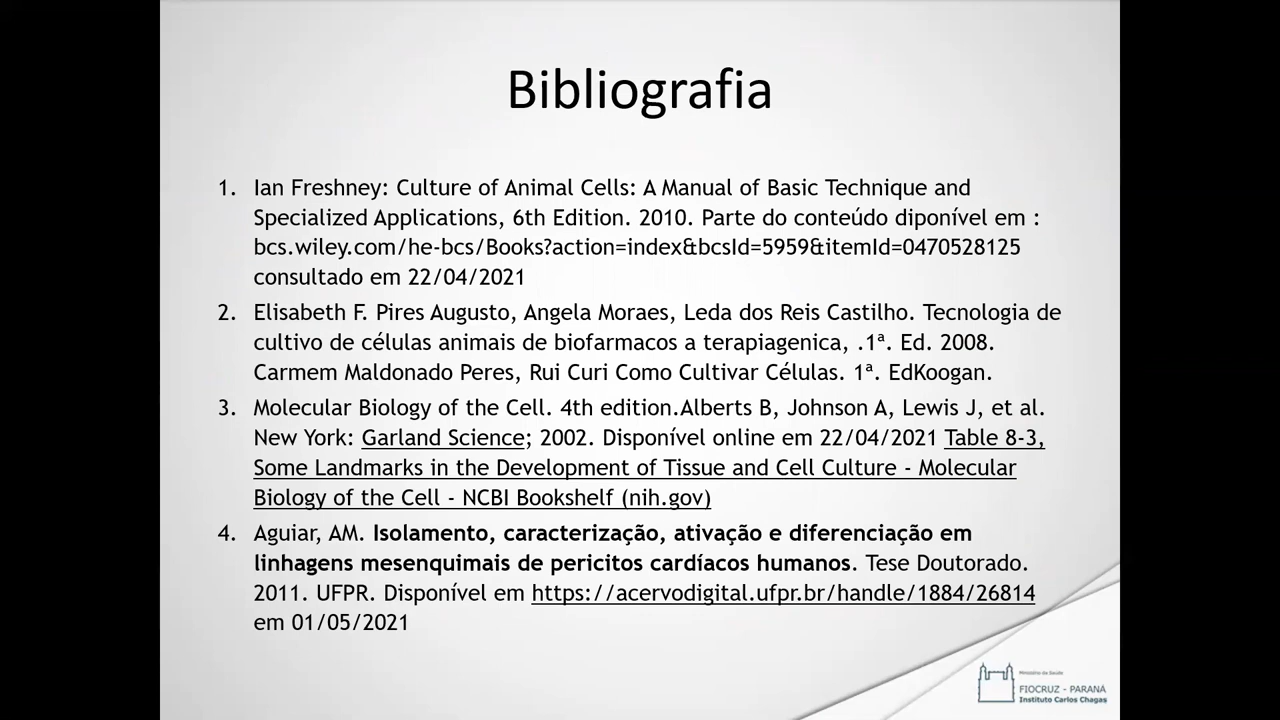 Bibliografia
1. Ian Freshney: Culture of Animal Cells: A Manual of Basic Technique and
Specialized Applications, 6th Edition. 2010. Parte do conteúdo diponível em :
bcs.wiley.com/he-bcs/Books?action=index&bcsId=5959&itemId=0470528125
consultado em 22/04/2021
2. Elisabeth F. Pires Augusto, Angela Moraes, Leda dos Reis Castilho. Tecnologia de
cultivo de células animais de biofarmacos a terapiagenica, .1ª. Ed. 2008.
Carmem Maldonado Peres, Rui Curi Como Cultivar Células. 1ª. EdKoogan.
3. Molecular Biology of the Cell. 4th edition.Alberts B, Johnson A, Lewis J, et al.
New York: Garland Science; 2002. Disponível online em 22/04/2021 Table 8-3,
Some Landmarks in the Development of Tissue and Cell Culture - Molecular
Biology of the Cell - NCBI Bookshelf (nih.gov)
4. Aguiar, AM. Isolamento, caracterização, ativação e diferenciação em
linhagens mesenquimais de pericitos cardíacos humanos. Tese Doutorado.
2011. UFPR. Disponível em https://acervodigital.ufpr.br/handle/1884/26814
em 01/05/2021
Ministério da Saúde
FIOCRUZ - PARANÁ
Instituto Carlos Chagas